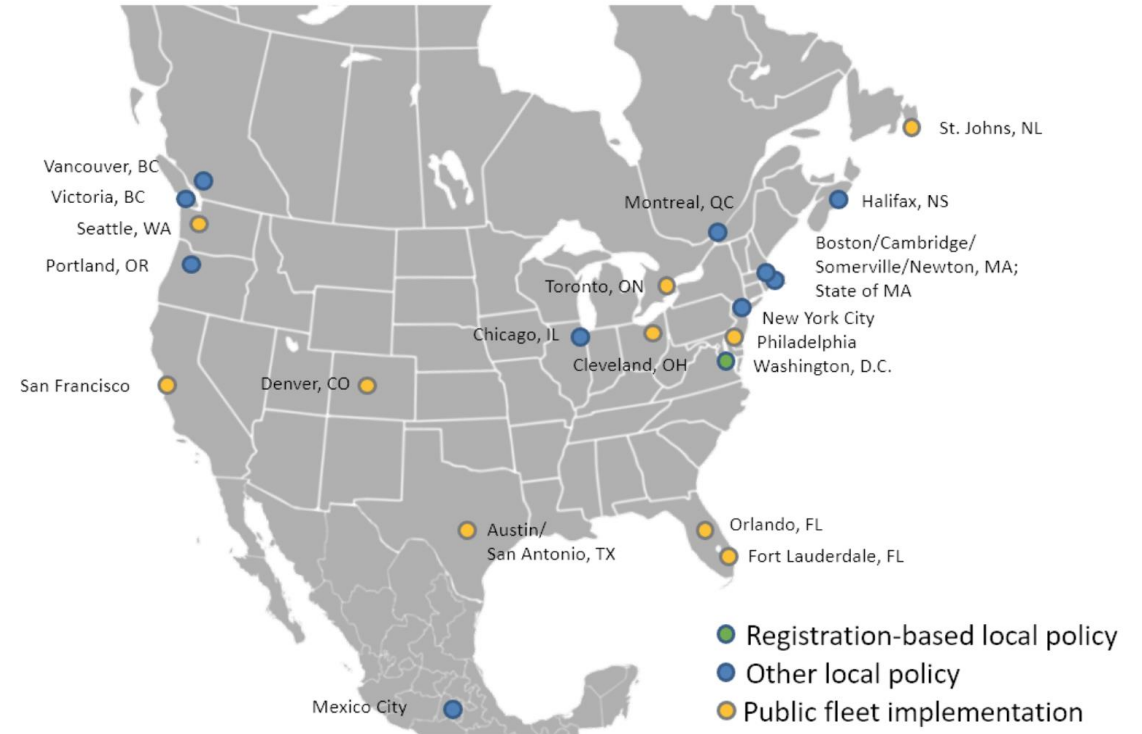 St. Johns, NL
Vancouver, BC
Victoria, BC
Seattle, WA
Portland, OR
Montreal, QC
Halifax, NS
Boston/Cambridge/
Somerville/Newton, MA;
State of MA
Toronto, ON
New York City
Chicago, IL
Philadelphia
Cleveland, OH
Washington, D.C.
San Francisco
Denver, CO
Austin/
San Antonio, TX
Orlando, FL
Fort Lauderdale, FL
Registration-based local policy
Other local policy
Public fleet implementation
Mexico City